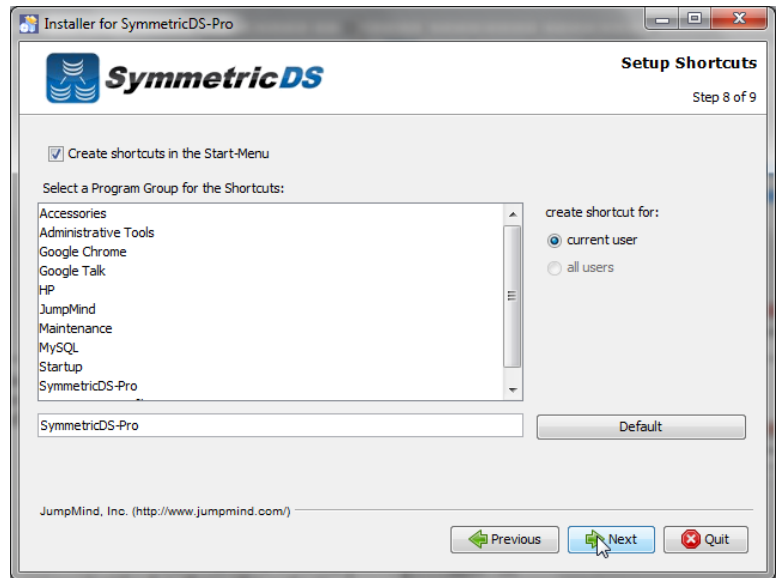 Installer for SymmetricDS-Pro
SymmetricDS
Setup Shortcuts
Step 8 of 9
Create shortcuts in the Start-Menu
Select a Program Group for the Shortcuts:
Accessories
Administrative Tools
Google Chrome
Google Talk
HP
JumpMind
Maintenance
MySQL
Startup
SymmetricDS-Pro
create shortcut for:
current user
all users
SymmetricDS-Pro
Default
JumpMind, Inc. (http://www.jumpmind.com/)
Previous
Next
Quit